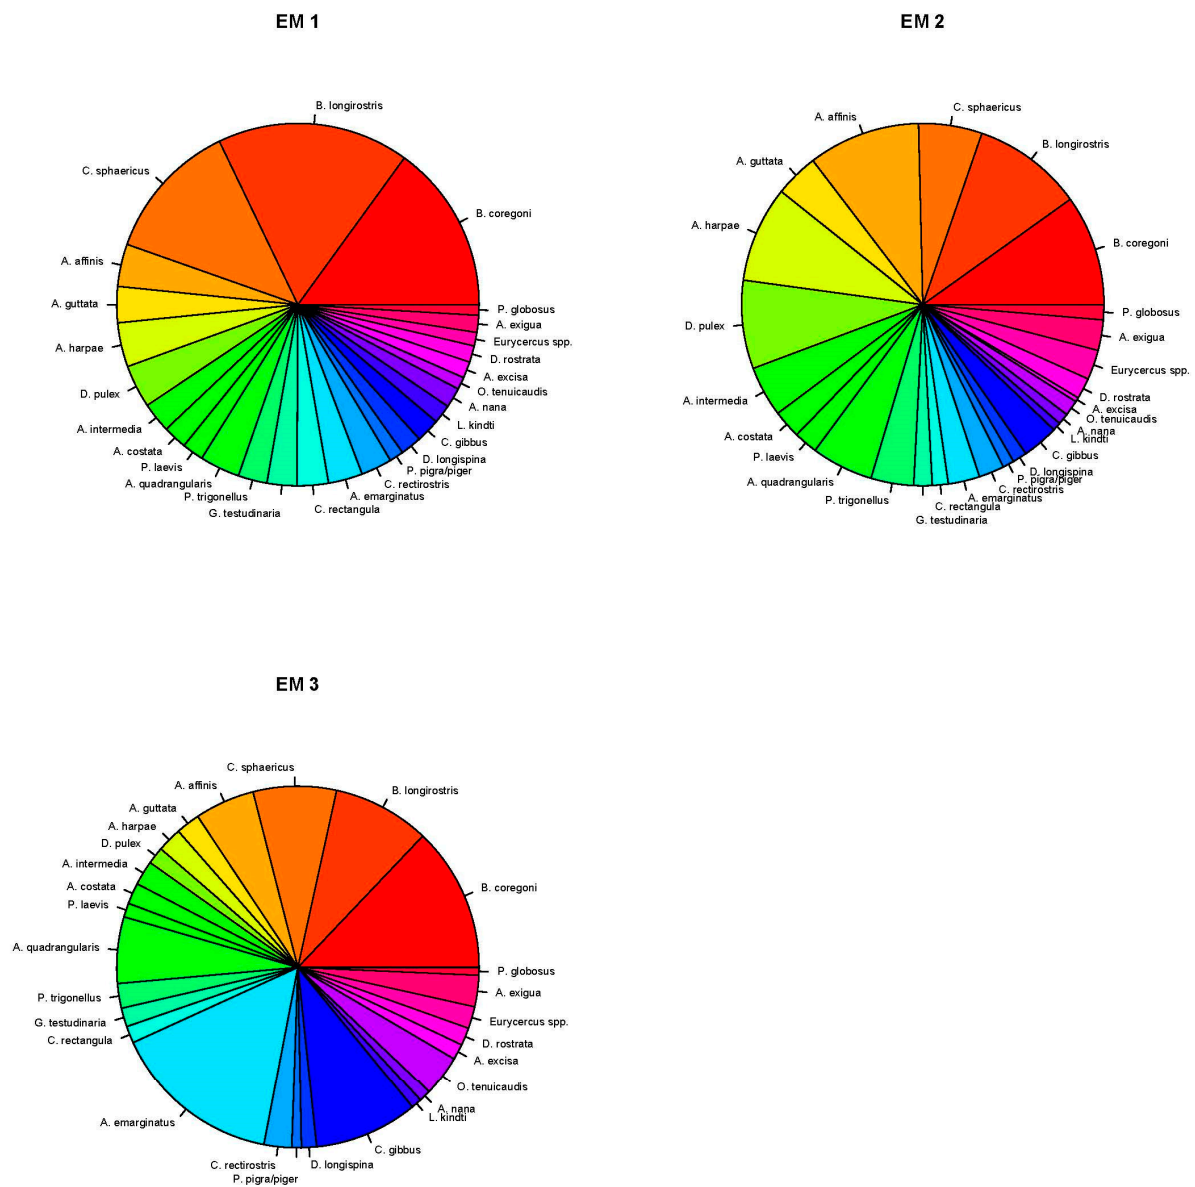 EM 1
B. longirostris
C. sphaericus
B. coregoni
A. affinis
A. guttata
A. harpae
D. pulex
A. intermedia
A. costata
P. laevis
A. quadrangularis
P. trigonellus
G. testudinaria
C. rectangula
A. emarginatus
C. rectirostris
P. pigra/piger
D. longispina
C. gibbus
L. kindti
A. nana
O. tenuicaudis
A. excisa
D. rostrata
Eurycercus spp.
A. exigua
P. globosus
EM 2
C. sphaericus
A. affinis
B. longirostris
A. guttata
A. harpae
B. coregoni
D. pulex
A. intermedia
A. costata
P. laevis
A. quadrangularis
P. trigonellus
G. testudinaria
C. rectangula
A. emarginatus
C. rectirostris
P. pigra/piger
D. longispina
C. gibbus
L. kindti
A. nana
O. tenuicaudis
A. excisa
D. rostrata
Eurycercus spp.
A. exigua
P. globosus
EM 3
C. sphaericus
A. affinis
B. longirostris
A. guttata
A. harpae
D. pulex
A. intermedia
A. costata
P. laevis
B. coregoni
A. quadrangularis
P. trigonellus
G. testudinaria
C. rectangula
A. emarginatus
C. rectirostris
P. pigra/piger
D. longispina
C. gibbus
L. kindti
A. nana
O. tenuicaudis
A. excisa
D. rostrata
Eurycercus spp.
A. exigua
P. globosus